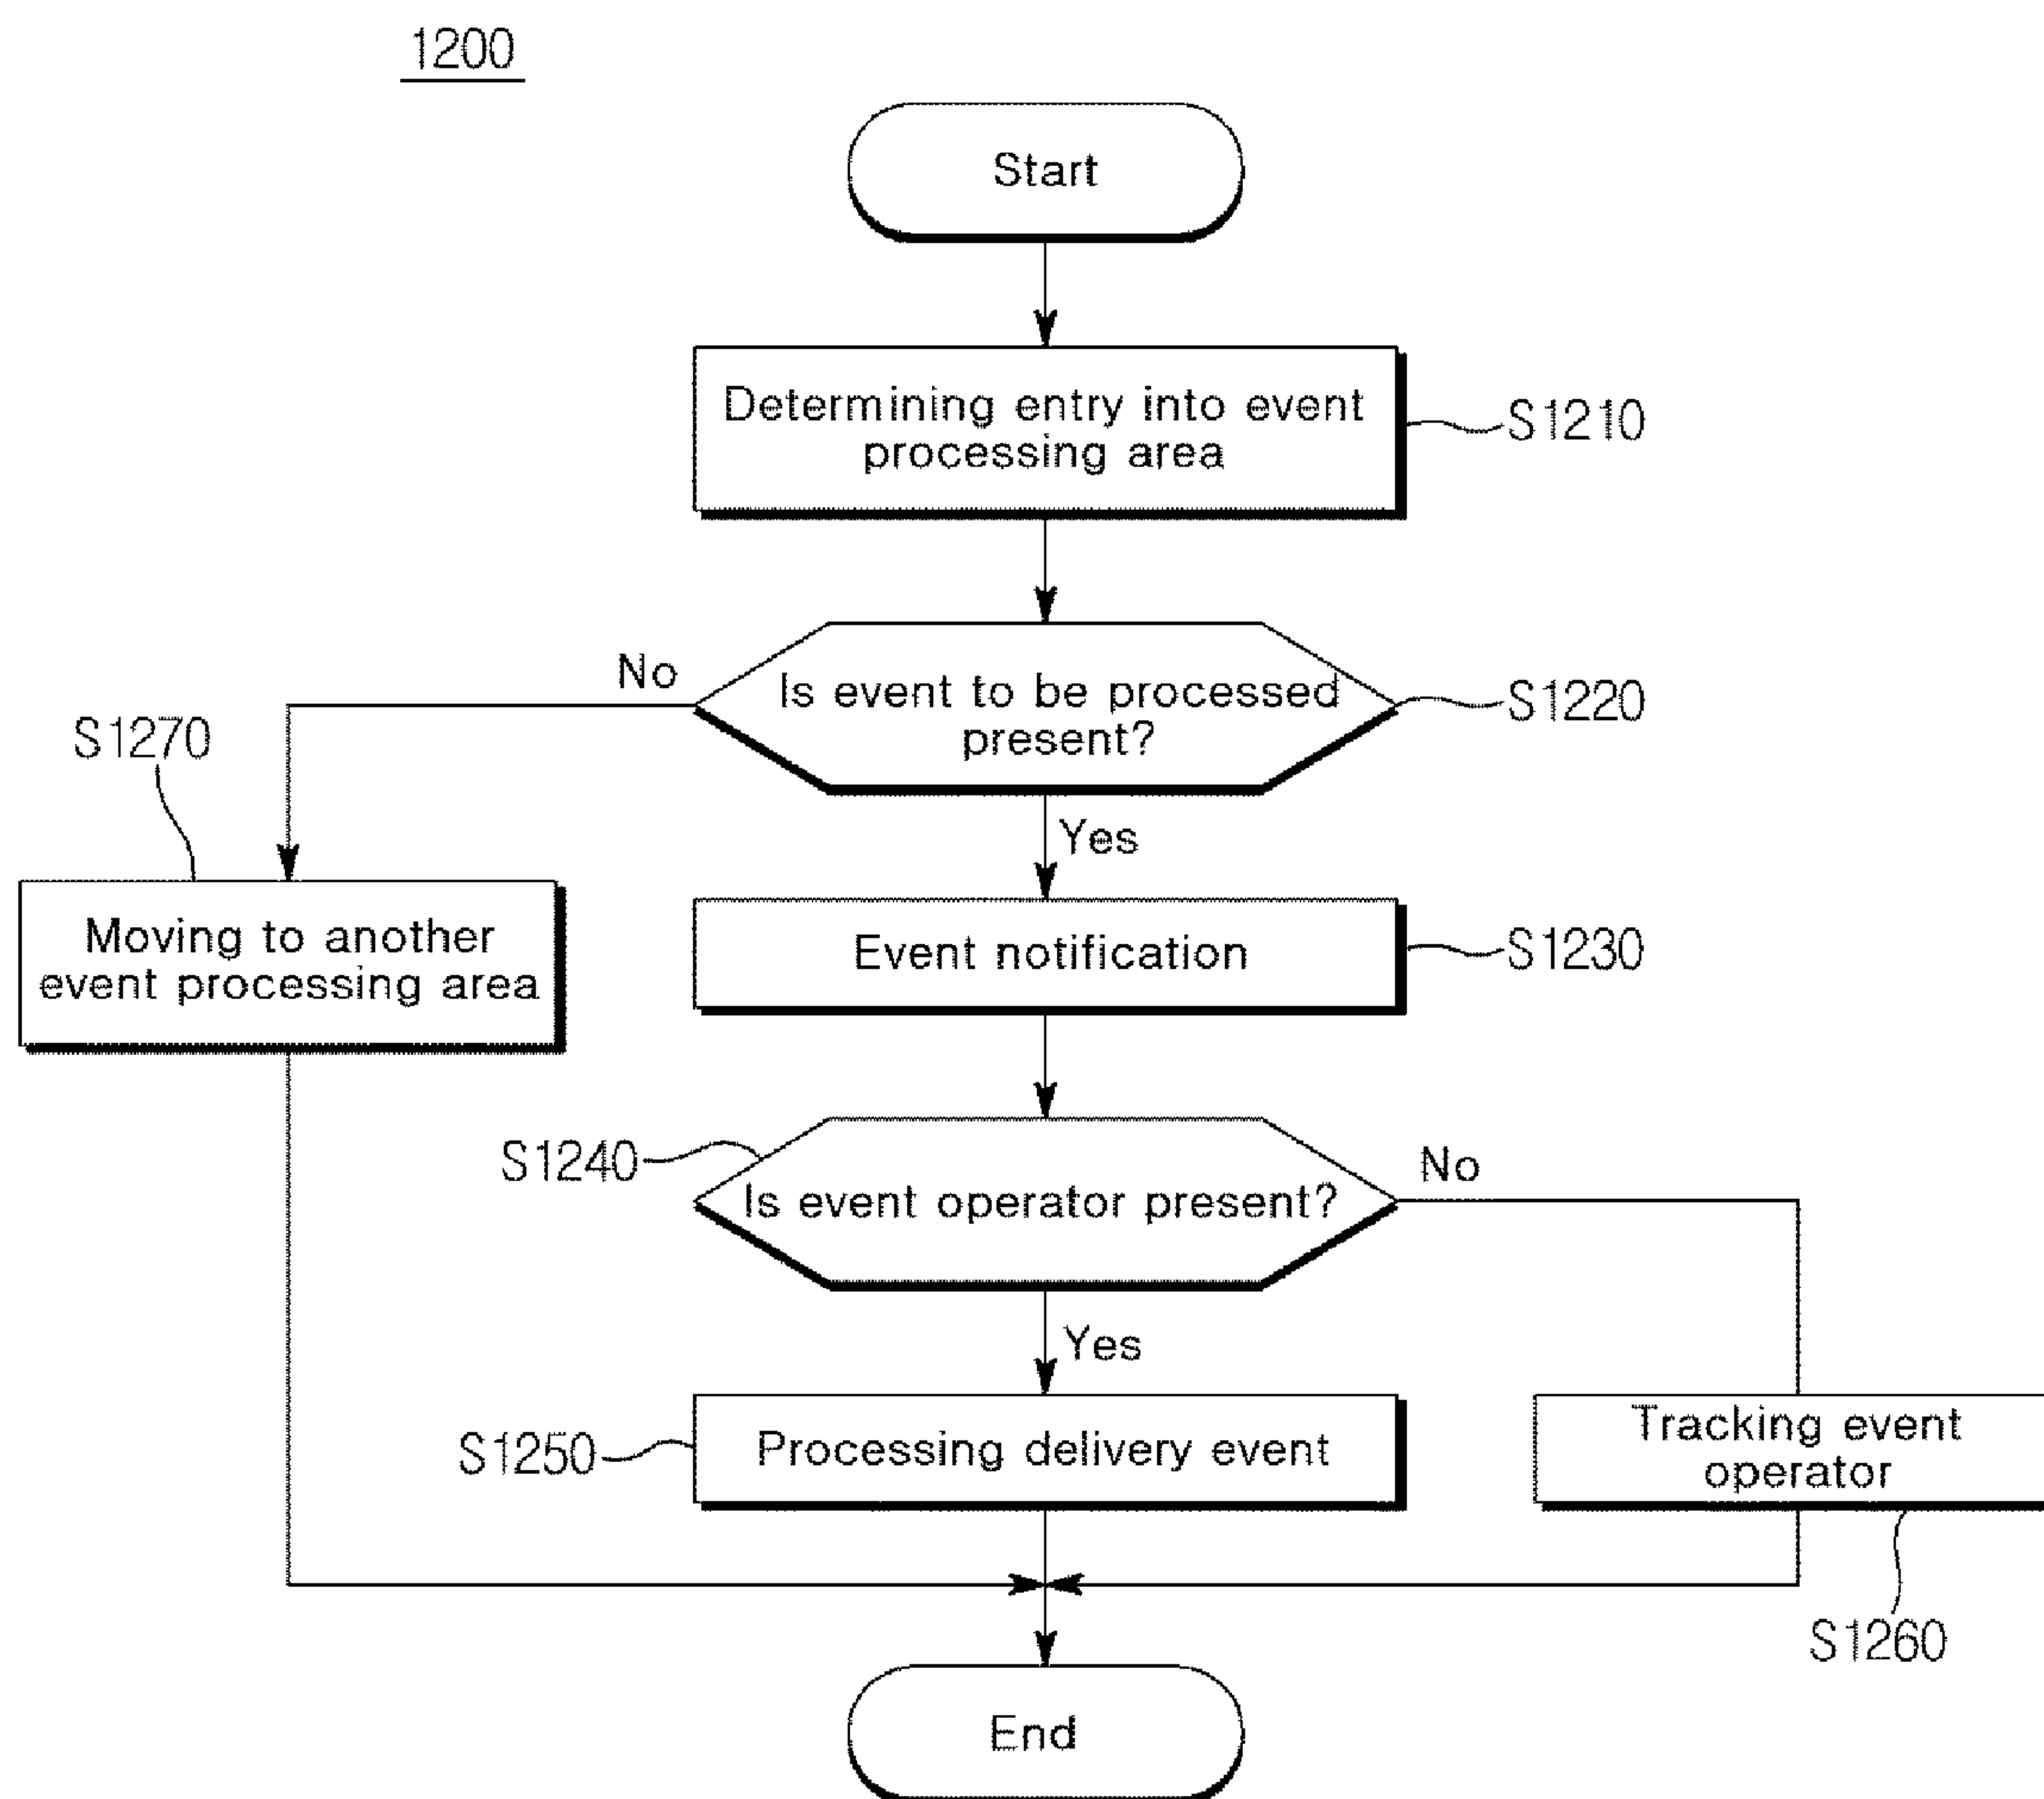 1200
Start
Determining entry into event
processing area
S1210
No
Is event to be processed
present?
S1220
S1270
Yes
Moving to another
event processing area
Event notification
S1230
S1240
Is event operator present?
No
Yes
S1250
Processing delivery event
Tracking event
operator
S1260
End